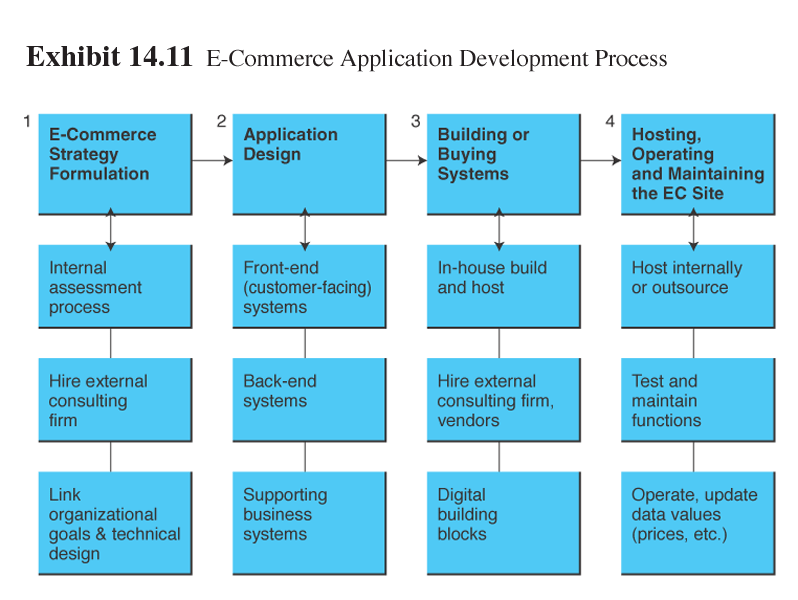 Exhibit 14.11 E-Commerce Application Development Process
1
E-Commerce
Strategy
Formulation
2
Application
Design
3
Building or
Buying
Systems
4
Hosting,
Operating
and Maintaining
the EC Site
Internal
assessment
process
Front-end
(customer-facing)
systems
In-house build
and host
Host internally
or outsource
Hire external
consulting
firm
Back-end
systems
Hire external
consulting firm,
vendors
Test and
maintain
functions
Link
organizational
goals & technical
design
Supporting
business
systems
Digital
building
blocks
Operate, update
data values
(prices, etc.)